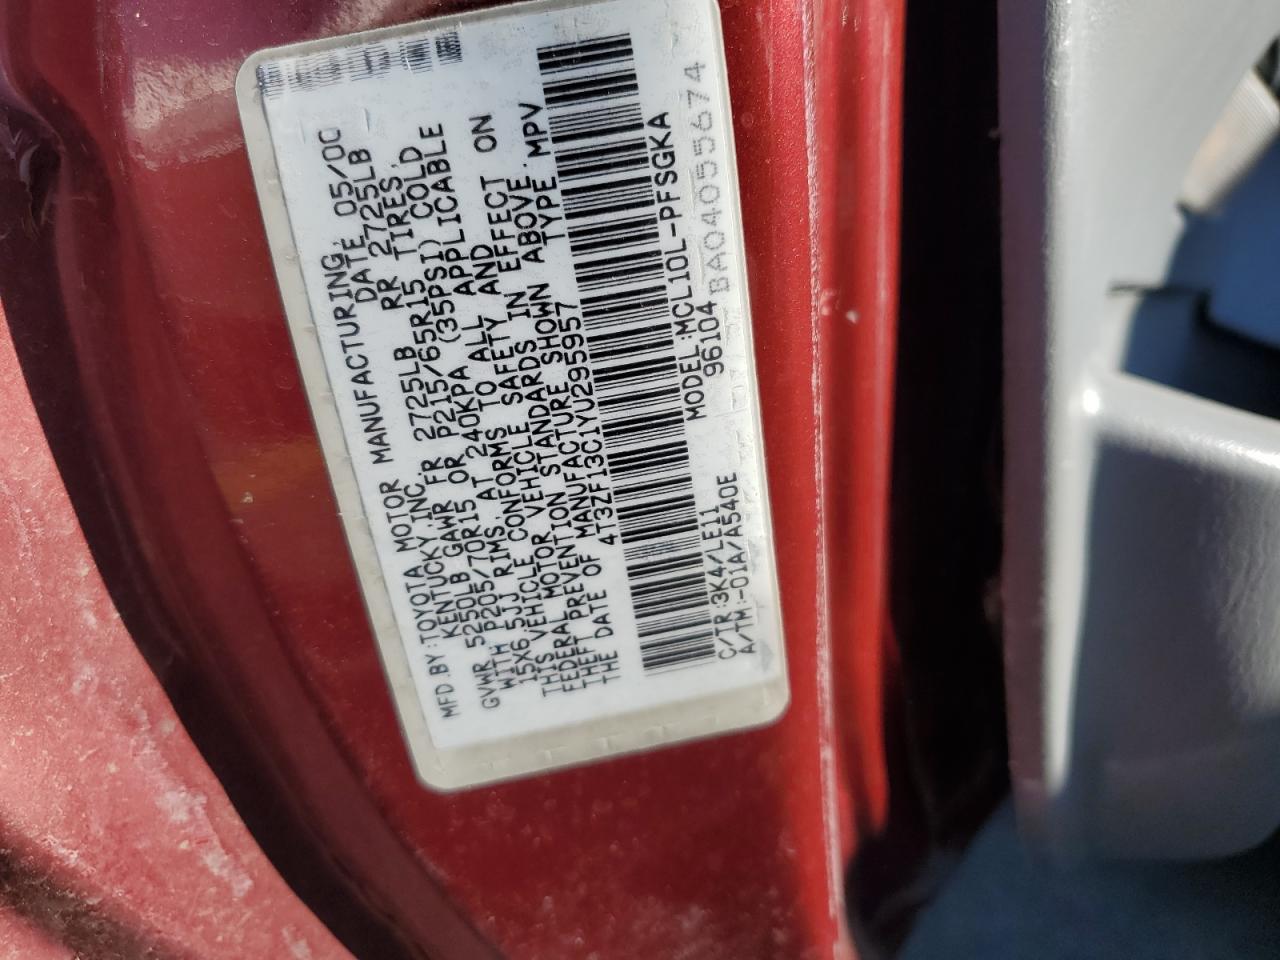 MFD.BY:TOYOTA MOTOR MANUFACTURING, 05/00
KENTUCKY,INC. DATE
GVWR 5250LB GAWR FR 2725LB RR 2725LB
WITH P205/70R15 OR P215/65R15 TIRES,
15X6.5JJ RIMS,AT 240KPA (35PSI) COLD
THIS VEHICLE CONFORMS TO ALL APPLICABLE
FEDERAL MOTOR VEHICLE SAFETY AND
THEFT PREVENTION STANDARDS IN EFFECT ON
THE DATE OF MANUFACTURE SHOWN ABOVE.
4T3ZF13C1YU295957 TYPE MPV
MODEL:MCL10L-PFSGKA
96104
C/TR:3K4/LE11
A/TM:-01A/A540E
BA04055674